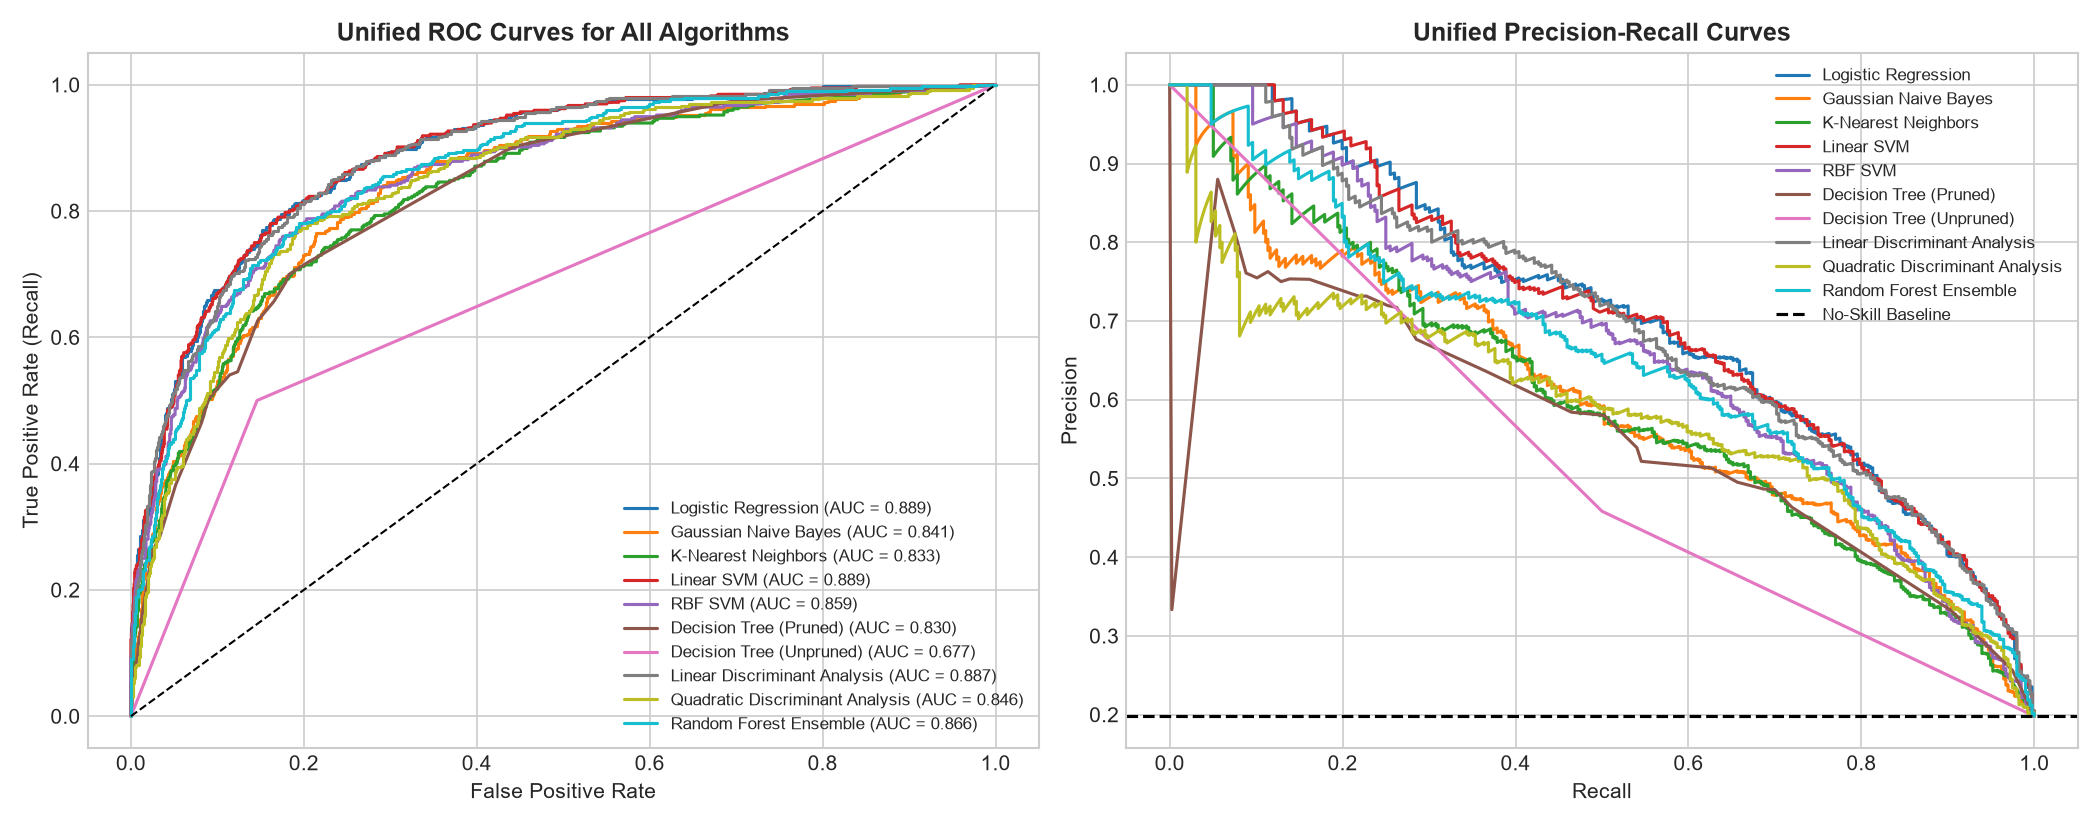 Unified ROC Curves for All Algorithms
True Positive Rate (Recall)
1.0
0.8
0.6
0.4
0.2
0.0
Logistic Regression (AUC = 0.889)
Gaussian Naive Bayes (AUC = 0.841)
K-Nearest Neighbors (AUC = 0.833)
Linear SVM (AUC = 0.889)
RBF SVM (AUC = 0.859)
Decision Tree (Pruned) (AUC = 0.830)
Decision Tree (Unpruned) (AUC = 0.677)
Linear Discriminant Analysis (AUC = 0.887)
Quadratic Discriminant Analysis (AUC = 0.846)
Random Forest Ensemble (AUC = 0.866)
0.0 0.2 0.4 0.6 0.8 1.0
False Positive Rate
Unified Precision-Recall Curves
Precision
1.0
0.9
0.8
0.7
0.6
0.5
0.4
0.3
0.2
Logistic Regression
Gaussian Naive Bayes
K-Nearest Neighbors
Linear SVM
RBF SVM
Decision Tree (Pruned)
Decision Tree (Unpruned)
Linear Discriminant Analysis
Quadratic Discriminant Analysis
Random Forest Ensemble
No-Skill Baseline
0.0 0.2 0.4 0.6 0.8 1.0
Recall